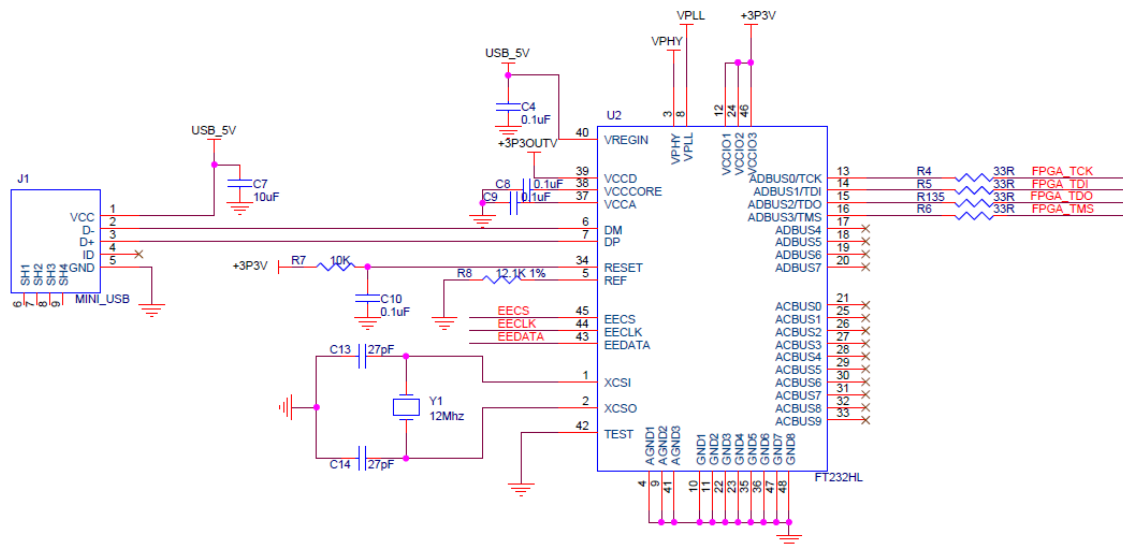 VPLL
+3P3V
VPHY
USB_5V
C4
0.1uF
U2
3
8
12
24
46
VPHY
VPLL
VCCIO1
VCCIO2
VCCIO3
40
VREGIN
+3P3OUTV
USB_5V
39
VCCD
38
VCCCORE
37
VCCA
C8
0.1uF
C9
0.1uF
C7
10uF
J1
VCC
1
D-
2
D+
3
ID
4
GND
5
SH1
SH2
SH3
SH4
6
7
8
9
MINI_USB
6
DM
7
DP
+3P3V
R7
10K
34
RESET
R8
12.1K 1%
5
REF
C10
0.1uF
EECS
45
EECS
EECLK
44
EECLK
EEDATA
43
EEDATA
C13
27pF
1
XCSI
Y1
12Mhz
2
XCSO
C14
27pF
42
TEST
ADBUS0/TCK
13
R4
33R
FPGA_TCK
ADBUS1/TDI
14
R5
33R
FPGA_TDI
ADBUS2/TDO
15
R135
33R
FPGA_TDO
ADBUS3/TMS
16
R6
33R
FPGA_TMS
ADBUS4
17
ADBUS5
18
ADBUS6
19
ADBUS7
20
ACBUS0
21
ACBUS1
25
ACBUS2
26
ACBUS3
27
ACBUS4
28
ACBUS5
29
ACBUS6
30
ACBUS7
31
ACBUS8
32
ACBUS9
33
AGND1
AGND2
AGND3
GND1
GND2
GND3
GND4
GND5
GND6
GND7
GND8
4
9
41
10
11
22
23
35
36
47
48
FT232HL